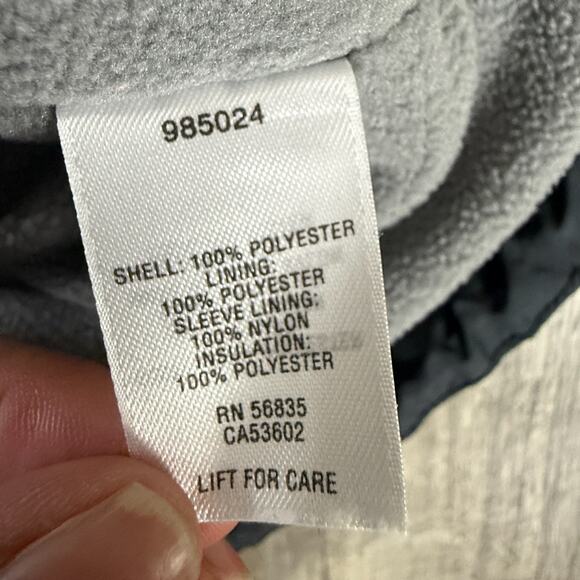 985024
SHELL: 100% POLYESTER
LINING:
100% POLYESTER
SLEEVE LINING:
100% NYLON
INSULATION:
100% POLYESTER
RN 56835
CA53602
LIFT FOR CARE